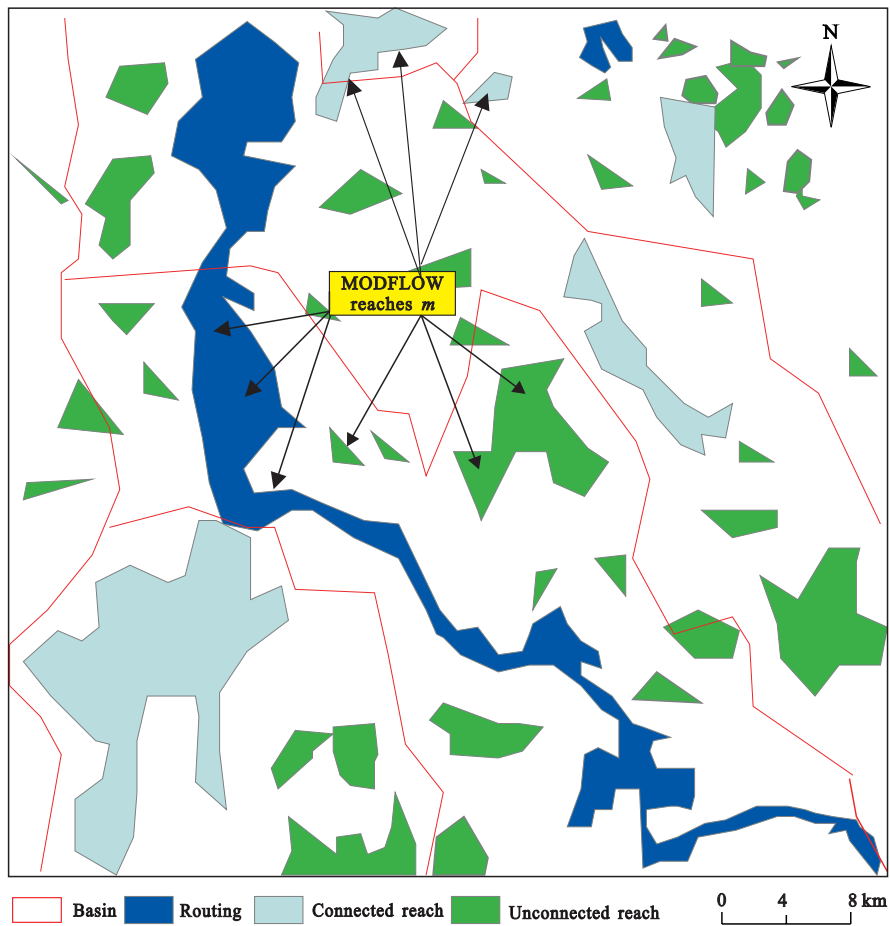 N
MODFLOW
reaches m
Basin Routing Connected reach Unconnected reach
0 4 8 km